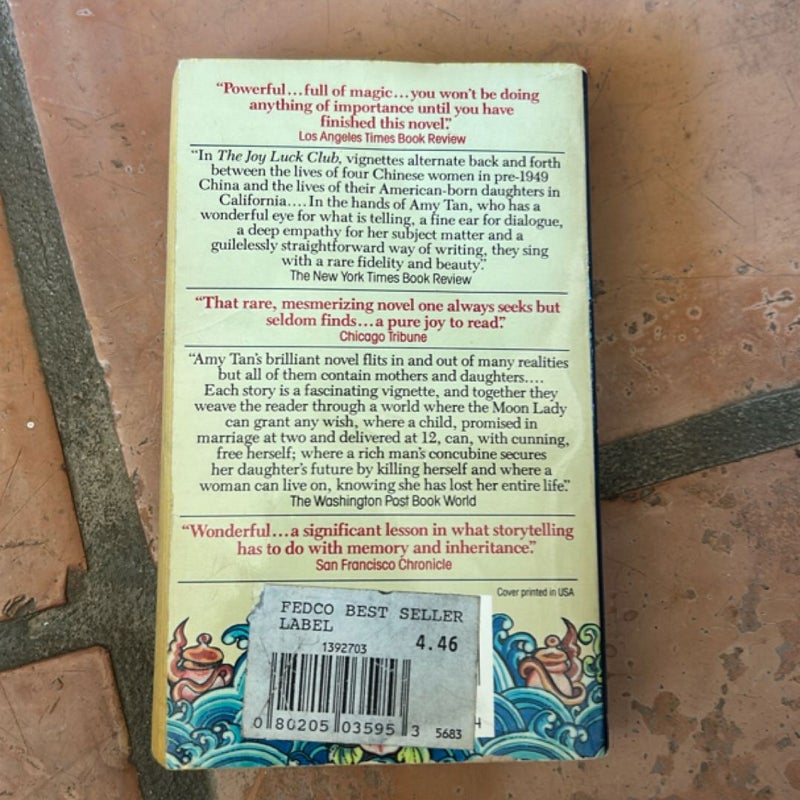 “Powerful...full of magic...you won't be doing
anything of importance until you have
finished this novel.”
Los Angeles Times Book Review
“In The Joy Luck Club, vignettes alternate back and forth
between the lives of four Chinese women in pre-1949
China and the lives of their American-born daughters in
California....In the hands of Amy Tan, who has a
wonderful eye for what is telling, a fine ear for dialogue,
a deep empathy for her subject matter and a
guilelessly straightforward way of writing, they sing
with a rare fidelity and beauty.”
The New York Times Book Review
“That rare, mesmerizing novel one always seeks but
seldom finds...a pure joy to read.”
Chicago Tribune
“Amy Tan's brilliant novel flits in and out of many realities
but all of them contain mothers and daughters....
Each story is a fascinating vignette, and together they
weave the reader through a world where the Moon Lady
can grant any wish, where a child, promised in
marriage at two and delivered at 12, can, with cunning,
free herself; where a rich man's concubine secures
her daughter's future by killing herself and where a
woman can live on, knowing she has lost her entire life.”
The Washington Post Book World
“Wonderful...a significant lesson in what storytelling
has to do with memory and inheritance.”
San Francisco Chronicle
Cover printed in USA
FEDCO BEST SELLER
LABEL
4.46
1392703
0 80205 03595 3 5683
H